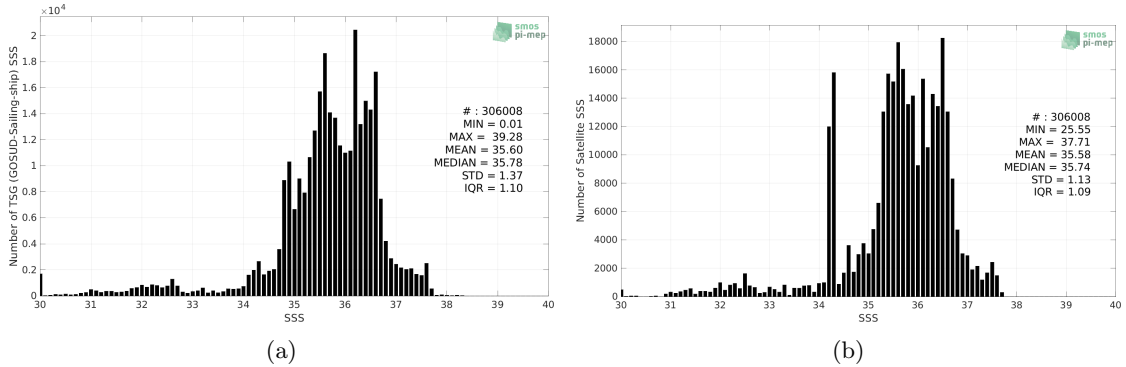 ×10⁴
2
1.8
1.6
1.4
1.2
1
0.8
0.6
0.4
0.2
0
30 31 32 33 34 35 36 37 38 39 40
SSS
Number of TSG (GOSUD-Sailing-ship) SSS
smos
pi-mep
# : 306008
MIN = 0.01
MAX = 39.28
MEAN = 35.60
MEDIAN = 35.78
STD = 1.37
IQR = 1.10
(a)
18000
16000
14000
12000
10000
8000
6000
4000
2000
0
30 31 32 33 34 35 36 37 38 39 40
SSS
Number of Satellite SSS
smos
pi-mep
# : 306008
MIN = 25.55
MAX = 37.71
MEAN = 35.58
MEDIAN = 35.74
STD = 1.13
IQR = 1.09
(b)